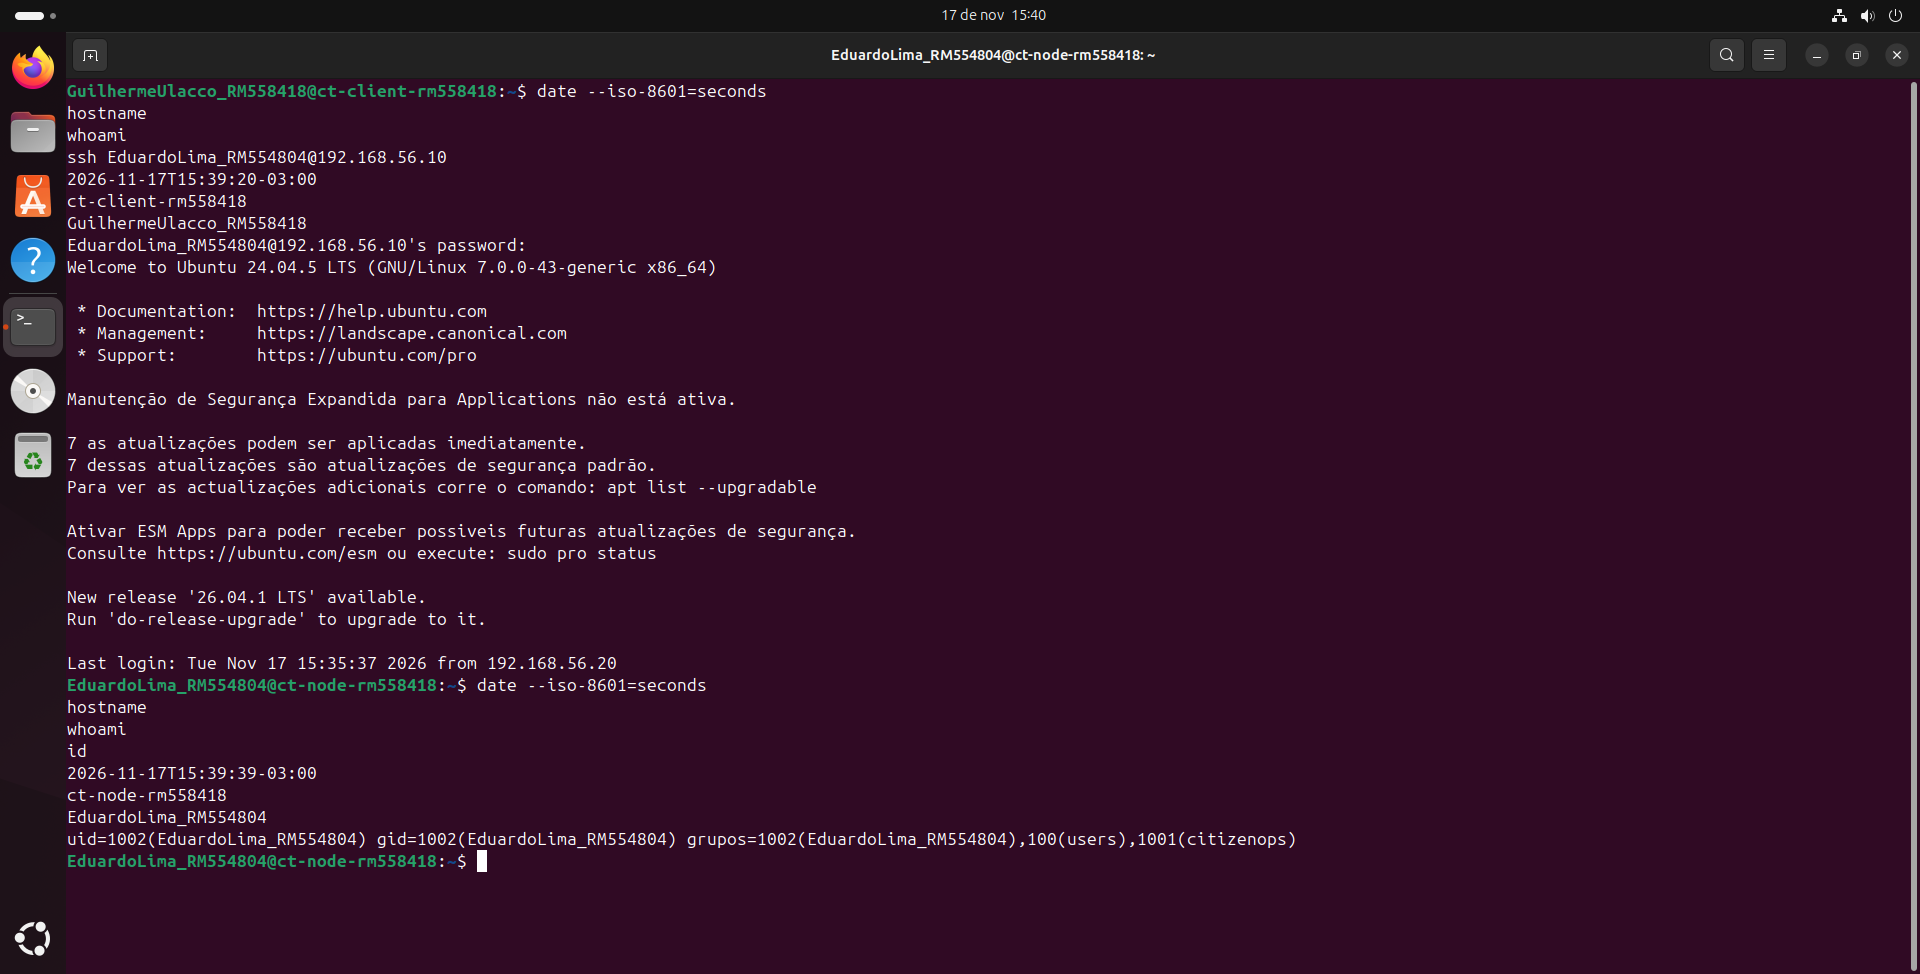 17 de nov 15:40
EduardoLima_RM554804@ct-node-rm558418: ~
GuilhermeUlacco_RM558418@ct-client-rm558418:~$ date --iso-8601=seconds
hostname
whoami
ssh EduardoLima_RM554804@192.168.56.10
2026-11-17T15:39:20-03:00
ct-client-rm558418
GuilhermeUlacco_RM558418
EduardoLima_RM554804@192.168.56.10's password:
Welcome to Ubuntu 24.04.5 LTS (GNU/Linux 7.0.0-43-generic x86_64)

 * Documentation:  https://help.ubuntu.com
 * Management:     https://landscape.canonical.com
 * Support:        https://ubuntu.com/pro

Manutenção de Segurança Expandida para Applications não está ativa.

7 as atualizações podem ser aplicadas imediatamente.
7 dessas atualizações são atualizações de segurança padrão.
Para ver as actualizações adicionais corre o comando: apt list --upgradable

Ativar ESM Apps para poder receber possiveis futuras atualizações de segurança.
Consulte https://ubuntu.com/esm ou execute: sudo pro status

New release '26.04.1 LTS' available.
Run 'do-release-upgrade' to upgrade to it.

Last login: Tue Nov 17 15:35:37 2026 from 192.168.56.20
EduardoLima_RM554804@ct-node-rm558418:~$ date --iso-8601=seconds
hostname
whoami
id
2026-11-17T15:39:39-03:00
ct-node-rm558418
EduardoLima_RM554804
uid=1002(EduardoLima_RM554804) gid=1002(EduardoLima_RM554804) grupos=1002(EduardoLima_RM554804),100(users),1001(citizenops)
EduardoLima_RM554804@ct-node-rm558418:~$